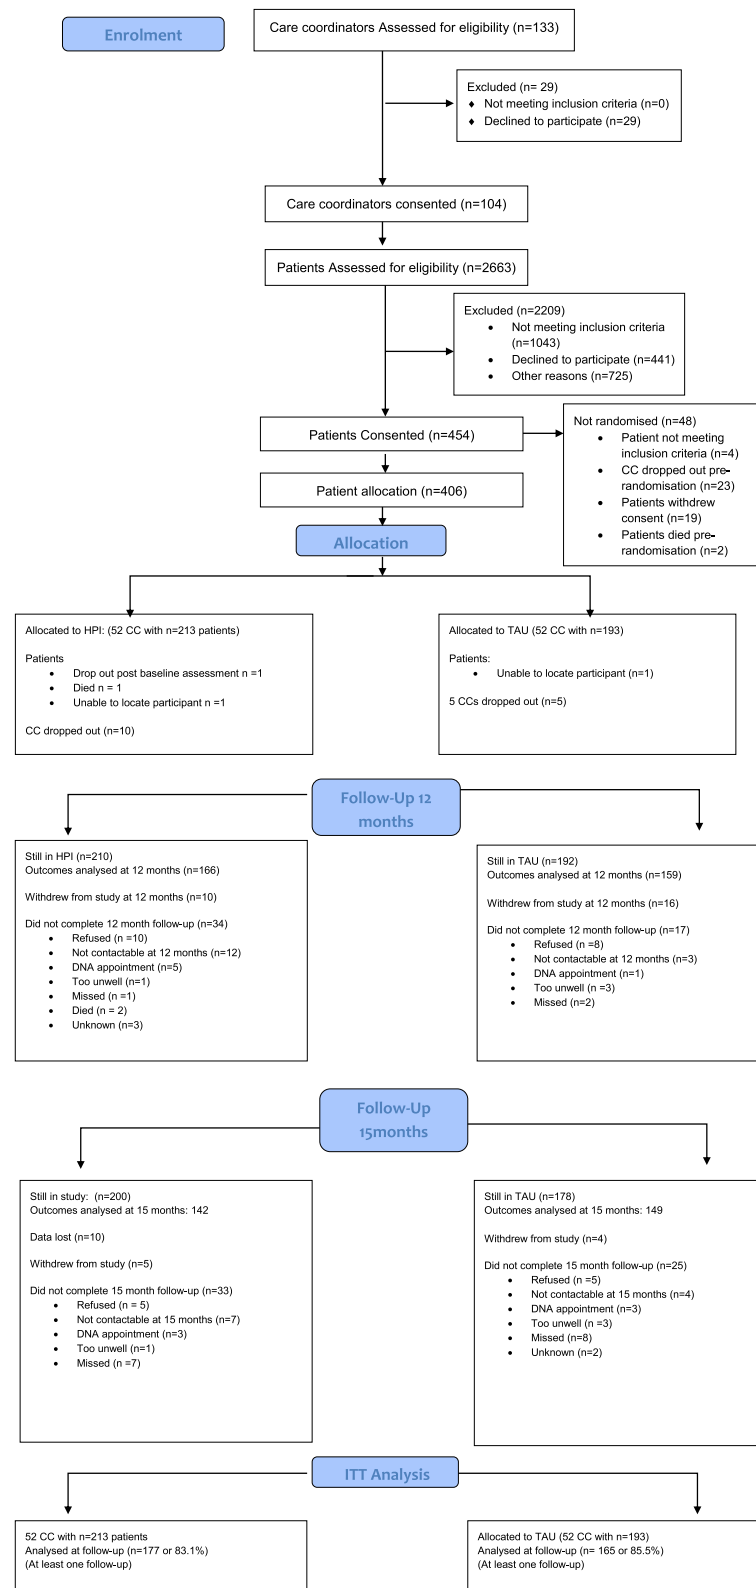 Enrolment
Care coordinators Assessed for eligibility (n=133)
Excluded (n= 29)
♦ Not meeting inclusion criteria (n=0)
♦ Declined to participate (n=29)
Care coordinators consented (n=104)
Patients Assessed for eligibility (n=2663)
Excluded (n=2209)
• Not meeting inclusion criteria
(n=1043)
• Declined to participate (n=441)
• Other reasons (n=725)
Patients Consented (n=454)
Not randomised (n=48)
• Patient not meeting
inclusion criteria (n=4)
• CC dropped out pre-
randomisation (n=23)
• Patients withdrew
consent (n=19)
• Patients died pre-
randomisation (n=2)
Patient allocation (n=406)
Allocation
Allocated to HPI: (52 CC with n=213 patients)
Patients
• Drop out post baseline assessment n =1
• Died n = 1
• Unable to locate participant n =1
CC dropped out (n=10)
Allocated to TAU (52 CC with n=193)
Patients:
• Unable to locate participant (n=1)
5 CCs dropped out (n=5)
Follow-Up 12
months
Still in HPI (n=210)
Outcomes analysed at 12 months (n=166)
Withdrew from study at 12 months (n=10)
Did not complete 12 month follow-up (n=34)
• Refused (n =10)
• Not contactable at 12 months (n=12)
• DNA appointment (n=5)
• Too unwell (n=1)
• Missed (n =1)
• Died (n = 2)
• Unknown (n=3)
Still in TAU (n=192)
Outcomes analysed at 12 months (n=159)
Withdrew from study at 12 months (n=16)
Did not complete 12 month follow-up (n=17)
• Refused (n =8)
• Not contactable at 12 months (n=3)
• DNA appointment (n=1)
• Too unwell (n =3)
• Missed (n=2)
Follow-Up
15months
Still in study: (n=200)
Outcomes analysed at 15 months: 142
Data lost (n=10)
Withdrew from study (n=5)
Did not complete 15 month follow-up (n=33)
• Refused (n = 5)
• Not contactable at 15 months (n=7)
• DNA appointment (n=3)
• Too unwell (n=1)
• Missed (n =7)
Still in TAU (n=178)
Outcomes analysed at 15 months: 149
Withdrew from study (n=4)
Did not complete 15 month follow-up (n=25)
• Refused (n =5)
• Not contactable at 15 months (n=4)
• DNA appointment (n=3)
• Too unwell (n =3)
• Missed (n=8)
• Unknown (n=2)
ITT Analysis
52 CC with n=213 patients
Analysed at follow-up (n=177 or 83.1%)
(At least one follow-up)
Allocated to TAU (52 CC with n=193)
Analysed at follow-up (n= 165 or 85.5%)
(At least one follow-up)